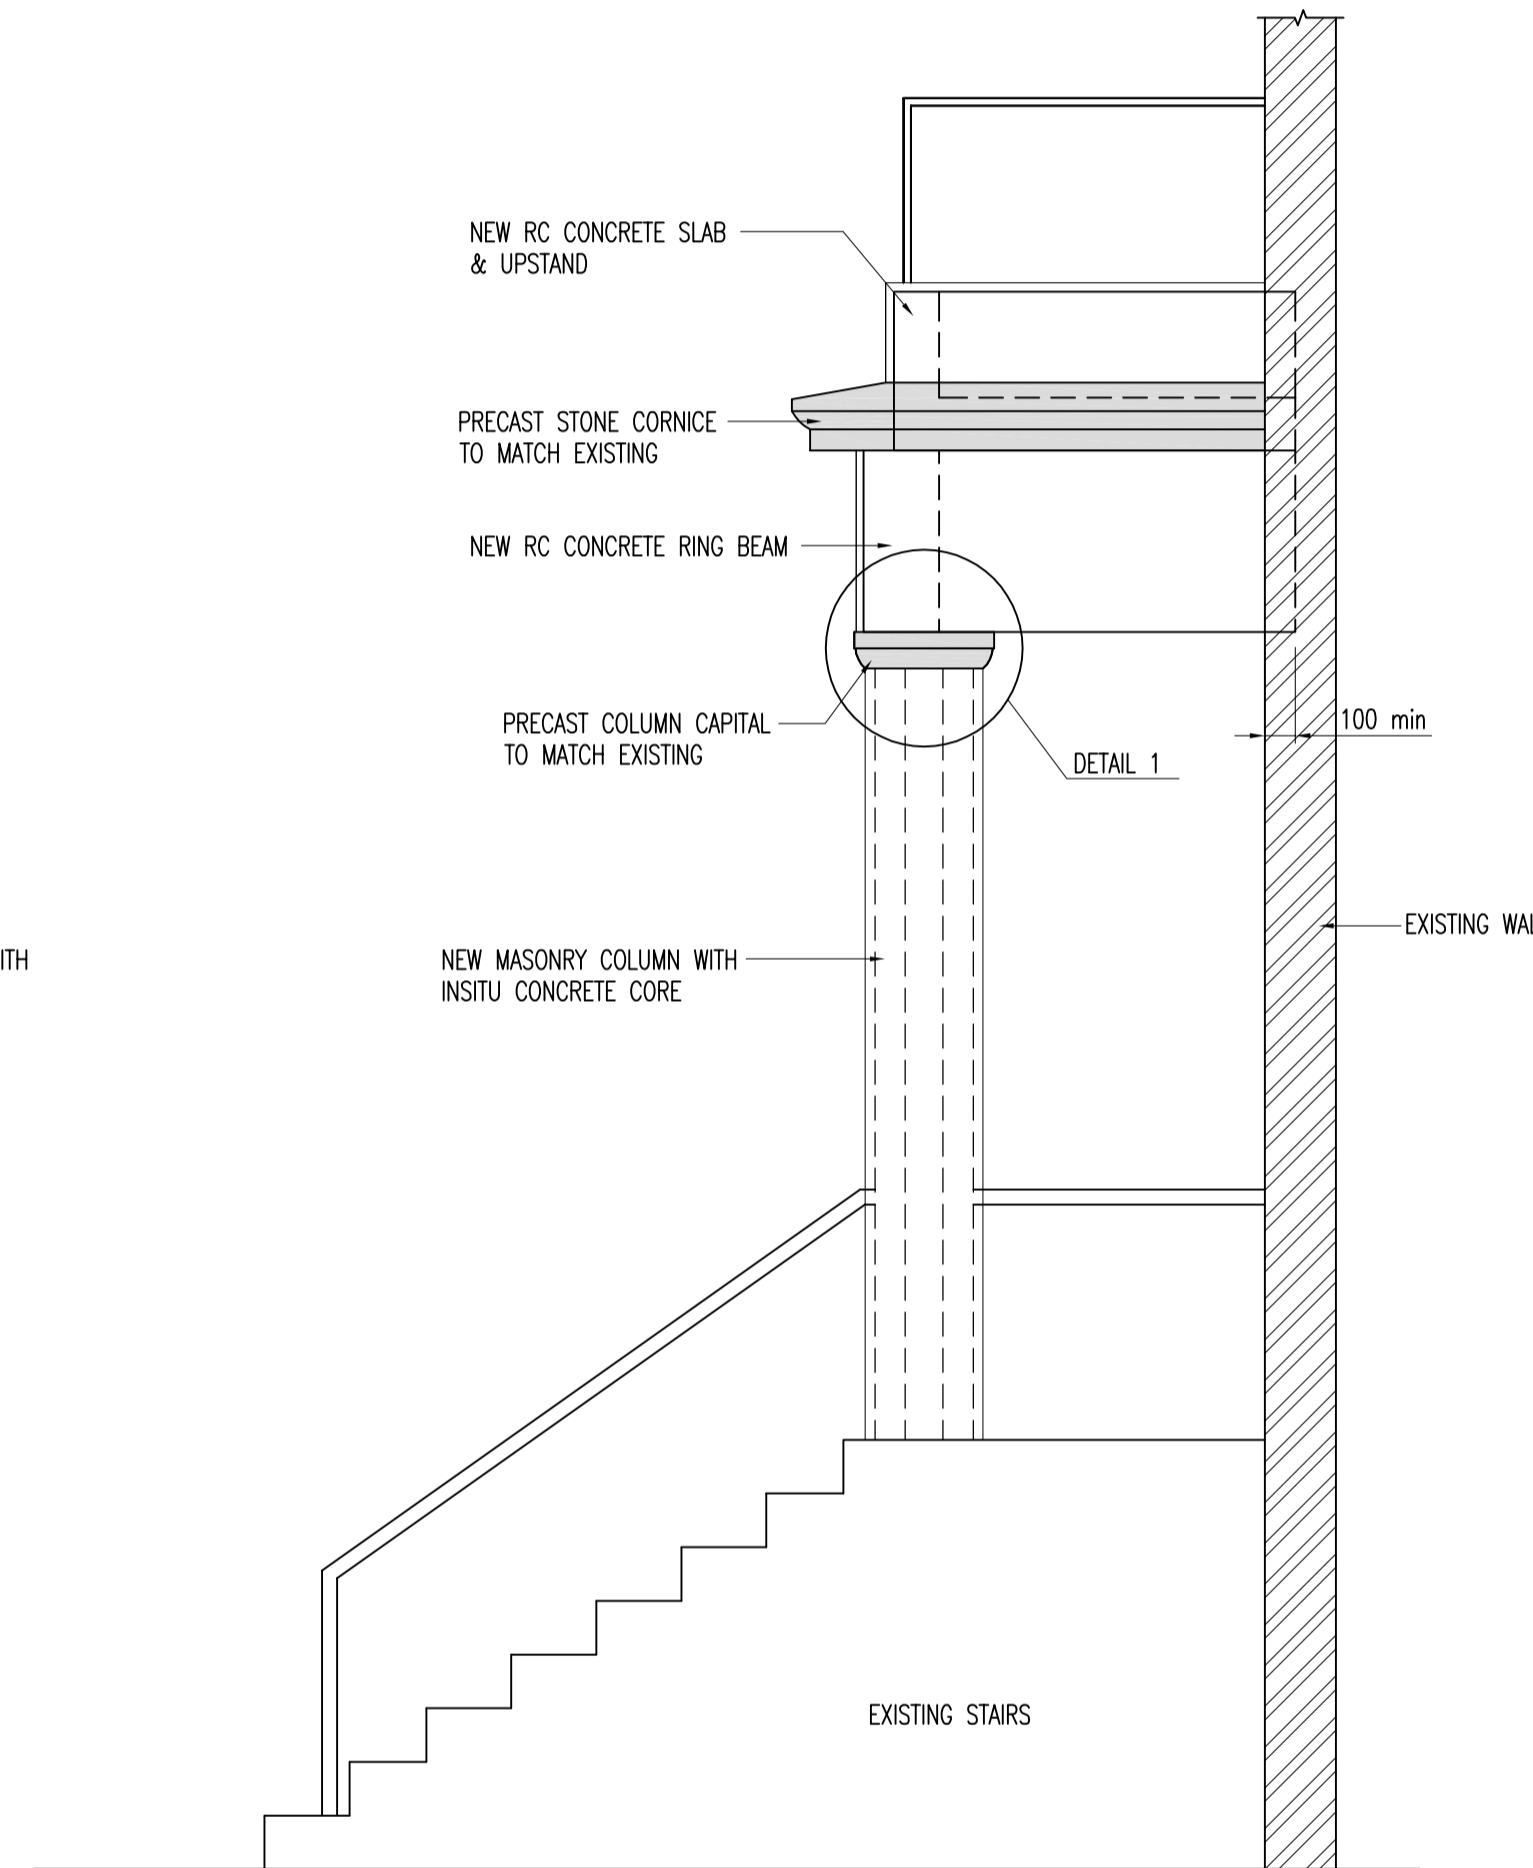 NEW RC CONCRETE SLAB
& UPSTAND
PRECAST STONE CORNICE
TO MATCH EXISTING
NEW RC CONCRETE RING BEAM
PRECAST COLUMN CAPITAL
TO MATCH EXISTING
100 min
DETAIL 1
EXISTING WAL
ITH
NEW MASONRY COLUMN WITH
INSITU CONCRETE CORE
EXISTING STAIRS